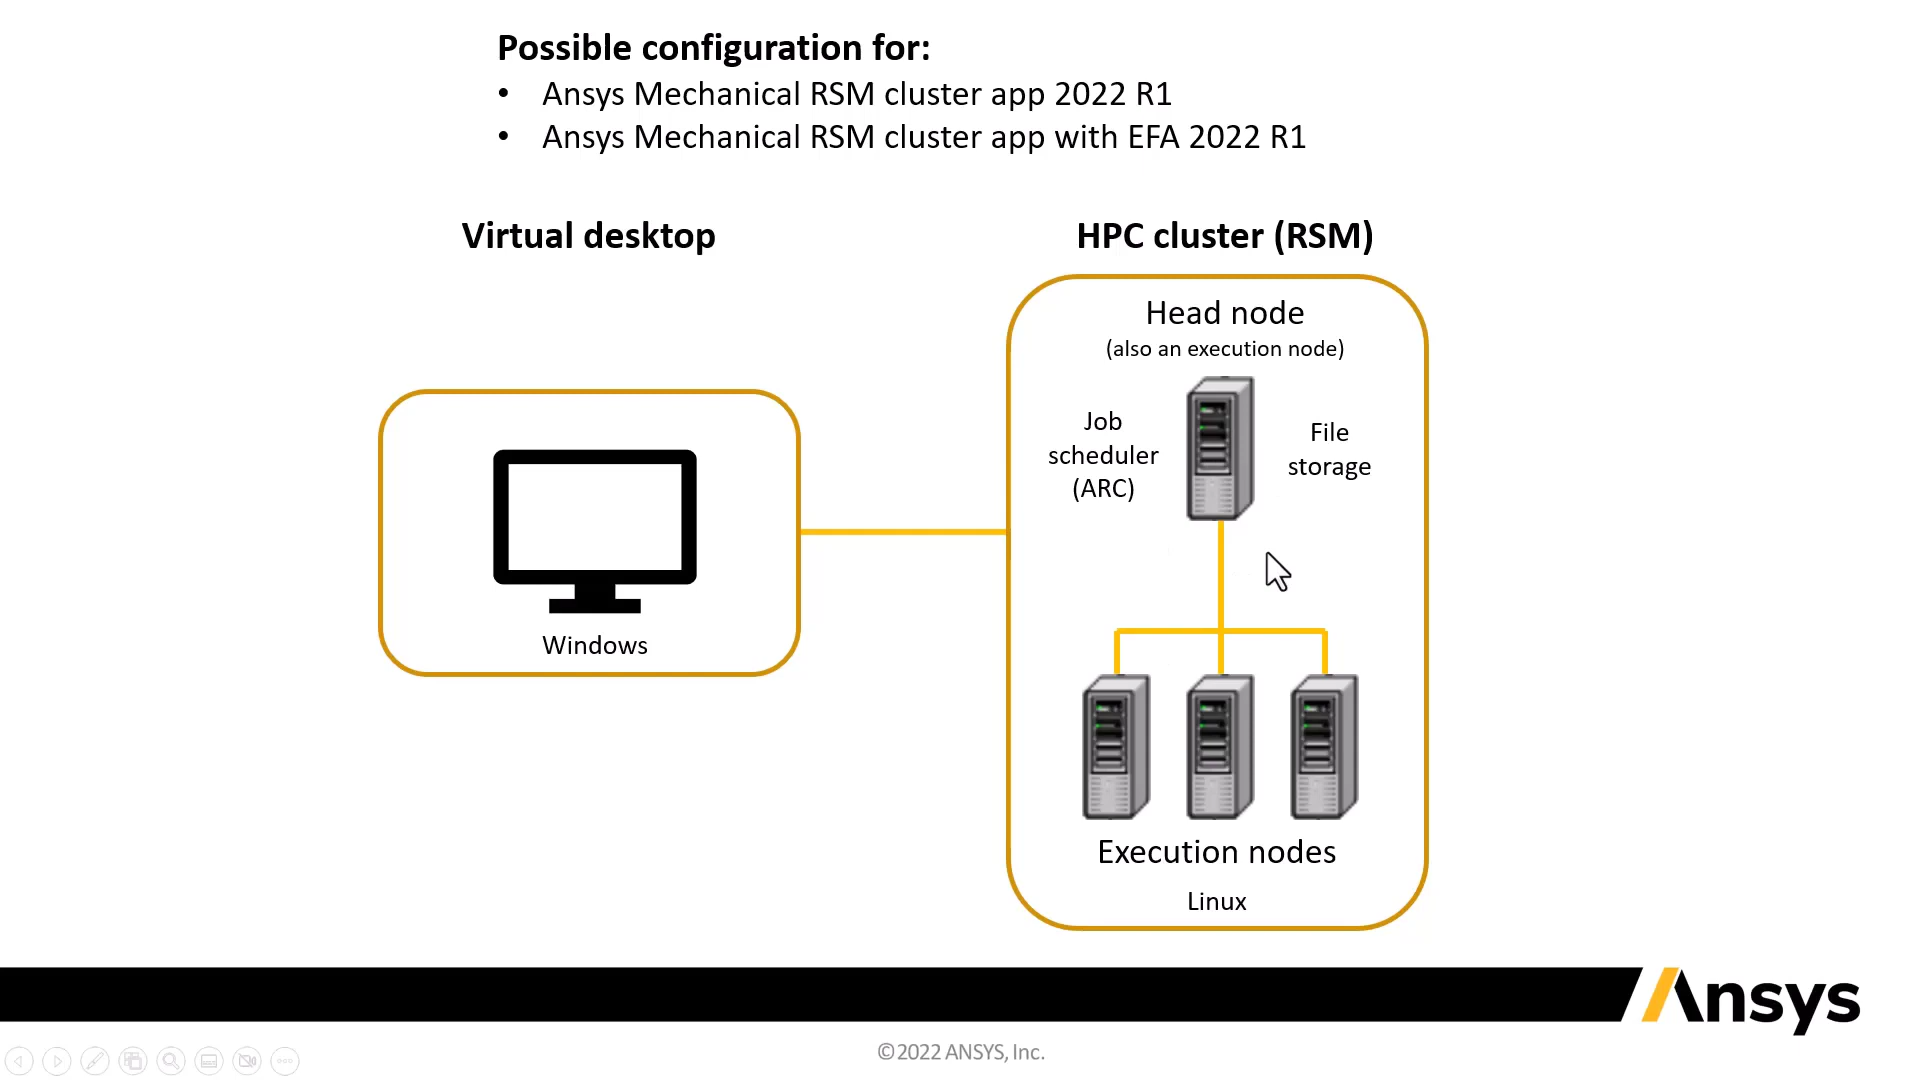 Possible configuration for:
• Ansys Mechanical RSM cluster app 2022 R1
• Ansys Mechanical RSM cluster app with EFA 2022 R1
Virtual desktop
HPC cluster (RSM)
Head node
(also an execution node)
Job
scheduler
(ARC)
File
storage
Windows
Execution nodes
Linux
Ansys
©2022 ANSYS, Inc.